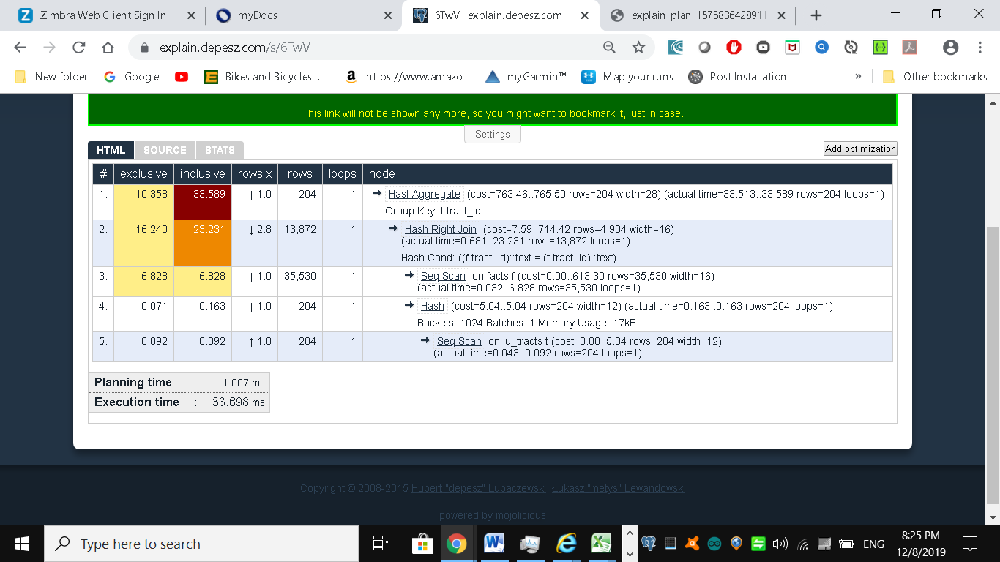 Zimbra Web Client Sign In
myDocs
6TwV | explain.depesz.com
explain_plan_1575836428911
explain.depesz.com/s/6TwV
New folder
Google
Bikes and Bicycles...
https://www.amazo...
myGarmin™
Map your runs
Post Installation
»
Other bookmarks
This link will not be shown any more, so you might want to bookmark it, just in case.
Settings
HTML SOURCE STATS
Add optimization
# exclusive inclusive rows x rows loops node
1. 10.358 33.589 ↑ 1.0 204 1 → HashAggregate (cost=763.46..765.50 rows=204 width=28) (actual time=33.513..33.589 rows=204 loops=1)
Group Key: t.tract_id
2. 16.240 23.231 ↓ 2.8 13,872 1 → Hash Right Join (cost=7.59..714.42 rows=4,904 width=16)
(actual time=0.681..23.231 rows=13,872 loops=1)
Hash Cond: ((f.tract_id)::text = (t.tract_id)::text)
3. 6.828 6.828 ↑ 1.0 35,530 1 → Seq Scan on facts f (cost=0.00..613.30 rows=35,530 width=16)
(actual time=0.032..6.828 rows=35,530 loops=1)
4. 0.071 0.163 ↑ 1.0 204 1 → Hash (cost=5.04..5.04 rows=204 width=12) (actual time=0.163..0.163 rows=204 loops=1)
Buckets: 1024 Batches: 1 Memory Usage: 17kB
5. 0.092 0.092 ↑ 1.0 204 1 → Seq Scan on lu_tracts t (cost=0.00..5.04 rows=204 width=12)
(actual time=0.043..0.092 rows=204 loops=1)
Planning time : 1.007 ms
Execution time : 33.698 ms
Copyright © 2008-2015 Hubert "depesz" Lubaczewski, Łukasz "metys" Lewandowski
powered by mojolicious
Type here to search
ENG
8:25 PM
12/8/2019